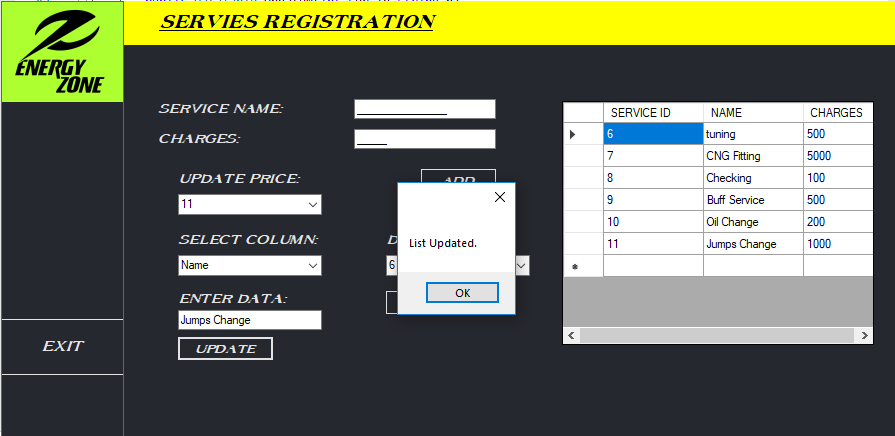 SERVIES REGISTRATION
ENERGY
ZONE
SERVICE NAME:
CHARGES:
UPDATE PRICE:
11
SELECT COLUMN:
Name
6
ENTER DATA:
Jumps Change
UPDATE
EXIT
List Updated.
OK
SERVICE ID NAME CHARGES
6 tuning 500
7 CNG Fitting 5000
8 Checking 100
9 Buff Service 500
10 Oil Change 200
11 Jumps Change 1000